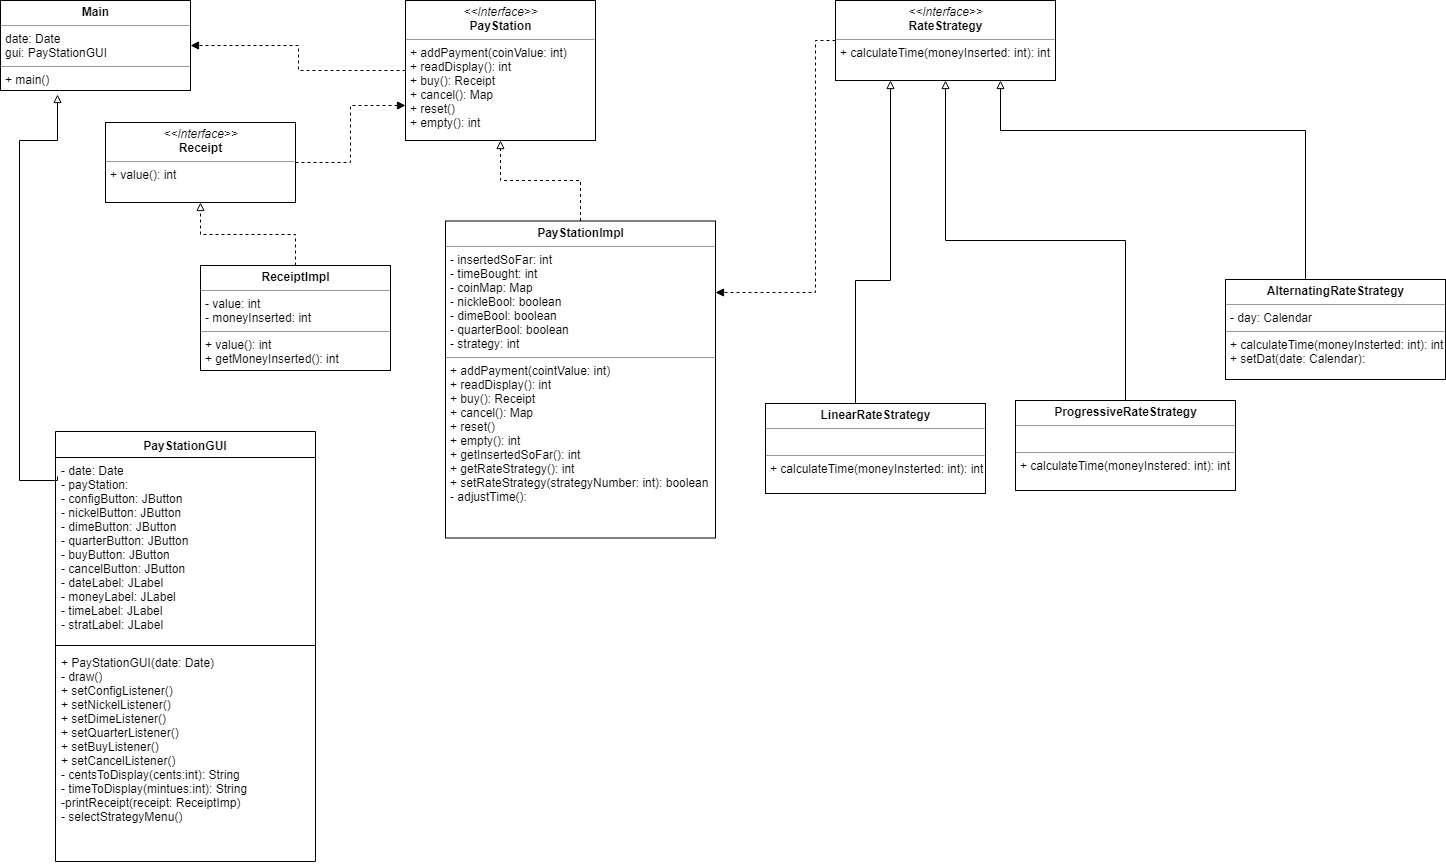 Main
date: Date
gui: PayStationGUI
+ main()
<<Interface>>
PayStation
+ addPayment(coinValue: int)
+ readDisplay(): int
+ buy(): Receipt
+ cancel(): Map
+ reset()
+ empty(): int
<<Interface>>
RateStrategy
+ calculateTime(moneyInserted: int): int
<<Interface>>
Receipt
+ value(): int
ReceiptImpl
- value: int
- moneyInserted: int
+ value(): int
+ getMoneyInserted(): int
PayStationImpl
- insertedSoFar: int
- timeBought: int
- coinMap: Map
- nickleBool: boolean
- dimeBool: boolean
- quarterBool: boolean
- strategy: int
+ addPayment(cointValue: int)
+ readDisplay(): int
+ buy(): Receipt
+ cancel(): Map
+ reset()
+ empty(): int
+ getInsertedSoFar(): int
+ getRateStrategy(): int
+ setRateStrategy(strategyNumber: int): boolean
- adjustTime():
AlternatingRateStrategy
- day: Calendar
+ calculateTime(moneyInsterted: int): int
+ setDat(date: Calendar):
LinearRateStrategy
+ calculateTime(moneyInsterted: int): int
ProgressiveRateStrategy
+ calculateTime(moneyInstered: int): int
PayStationGUI
- date: Date
- payStation:
- configButton: JButton
- nickelButton: JButton
- dimeButton: JButton
- quarterButton: JButton
- buyButton: JButton
- cancelButton: JButton
- dateLabel: JLabel
- moneyLabel: JLabel
- timeLabel: JLabel
- stratLabel: JLabel
+ PayStationGUI(date: Date)
- draw()
+ setConfigListener()
+ setNickelListener()
+ setDimeListener()
+ setQuarterListener()
+ setBuyListener()
+ setCancelListener()
- centsToDisplay(cents:int): String
- timeToDisplay(mintues:int): String
-printReceipt(receipt: ReceiptImp)
- selectStrategyMenu()